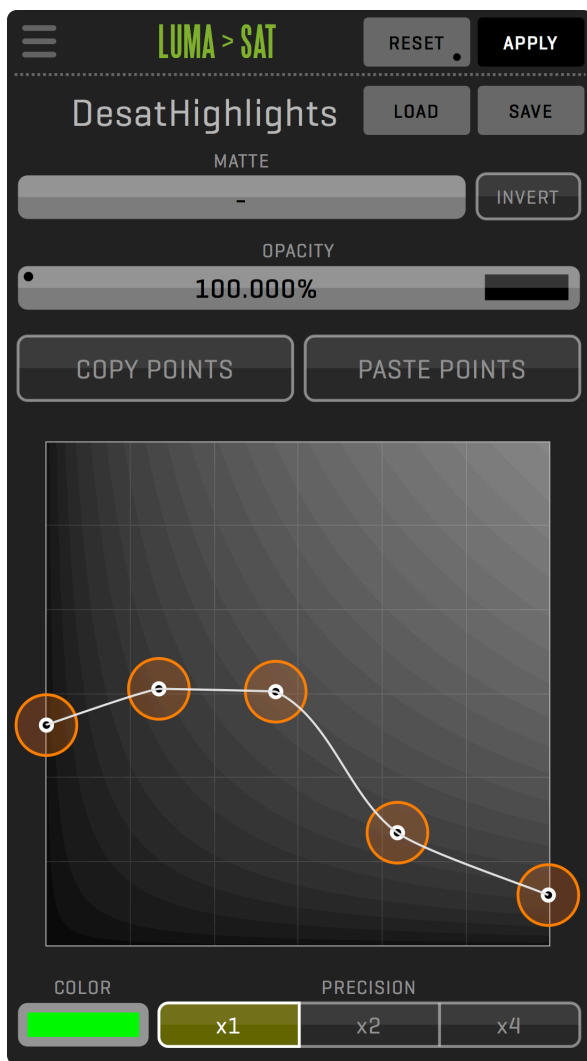 LUMA > SAT
RESET
APPLY
DesatHighlights
LOAD
SAVE
MATTE
-
INVERT
OPACITY
100.000%
COPY POINTS
PASTE POINTS
COLOR
PRECISION
x1
x2
x4